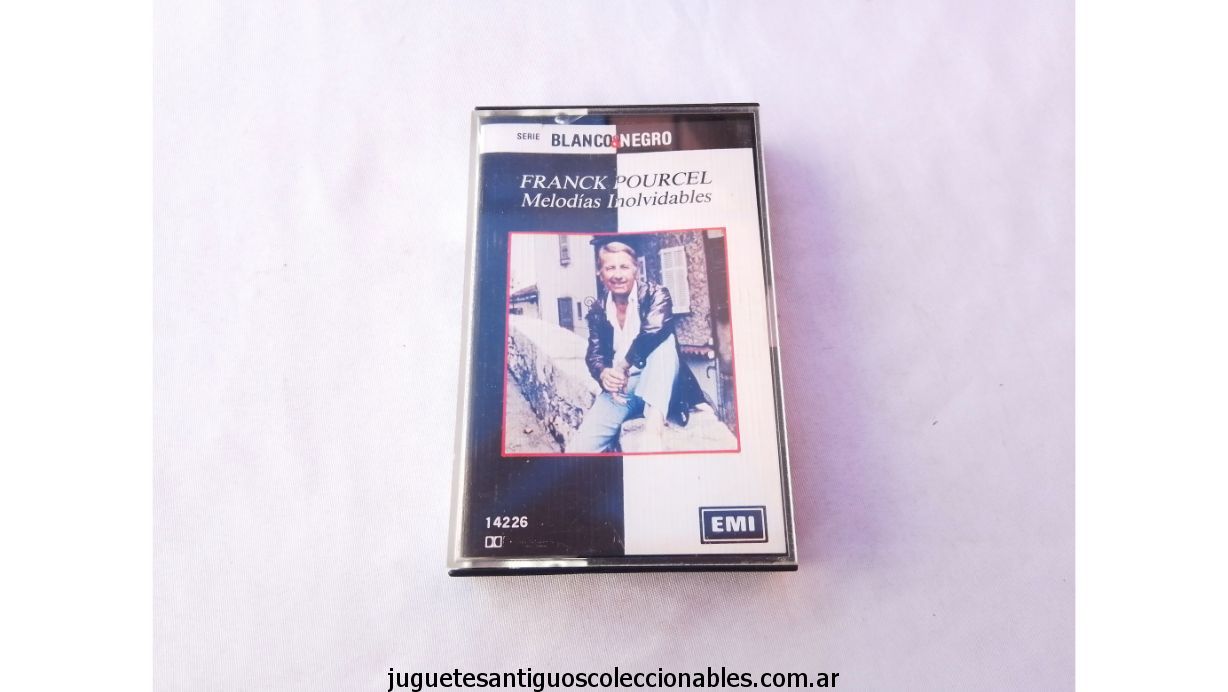 SERIE BLANCO&NEGRO
FRANCK POURCEL
Melodías Inolvidables
14226
EMI
juguetesantiguoscoleccionables.com.ar